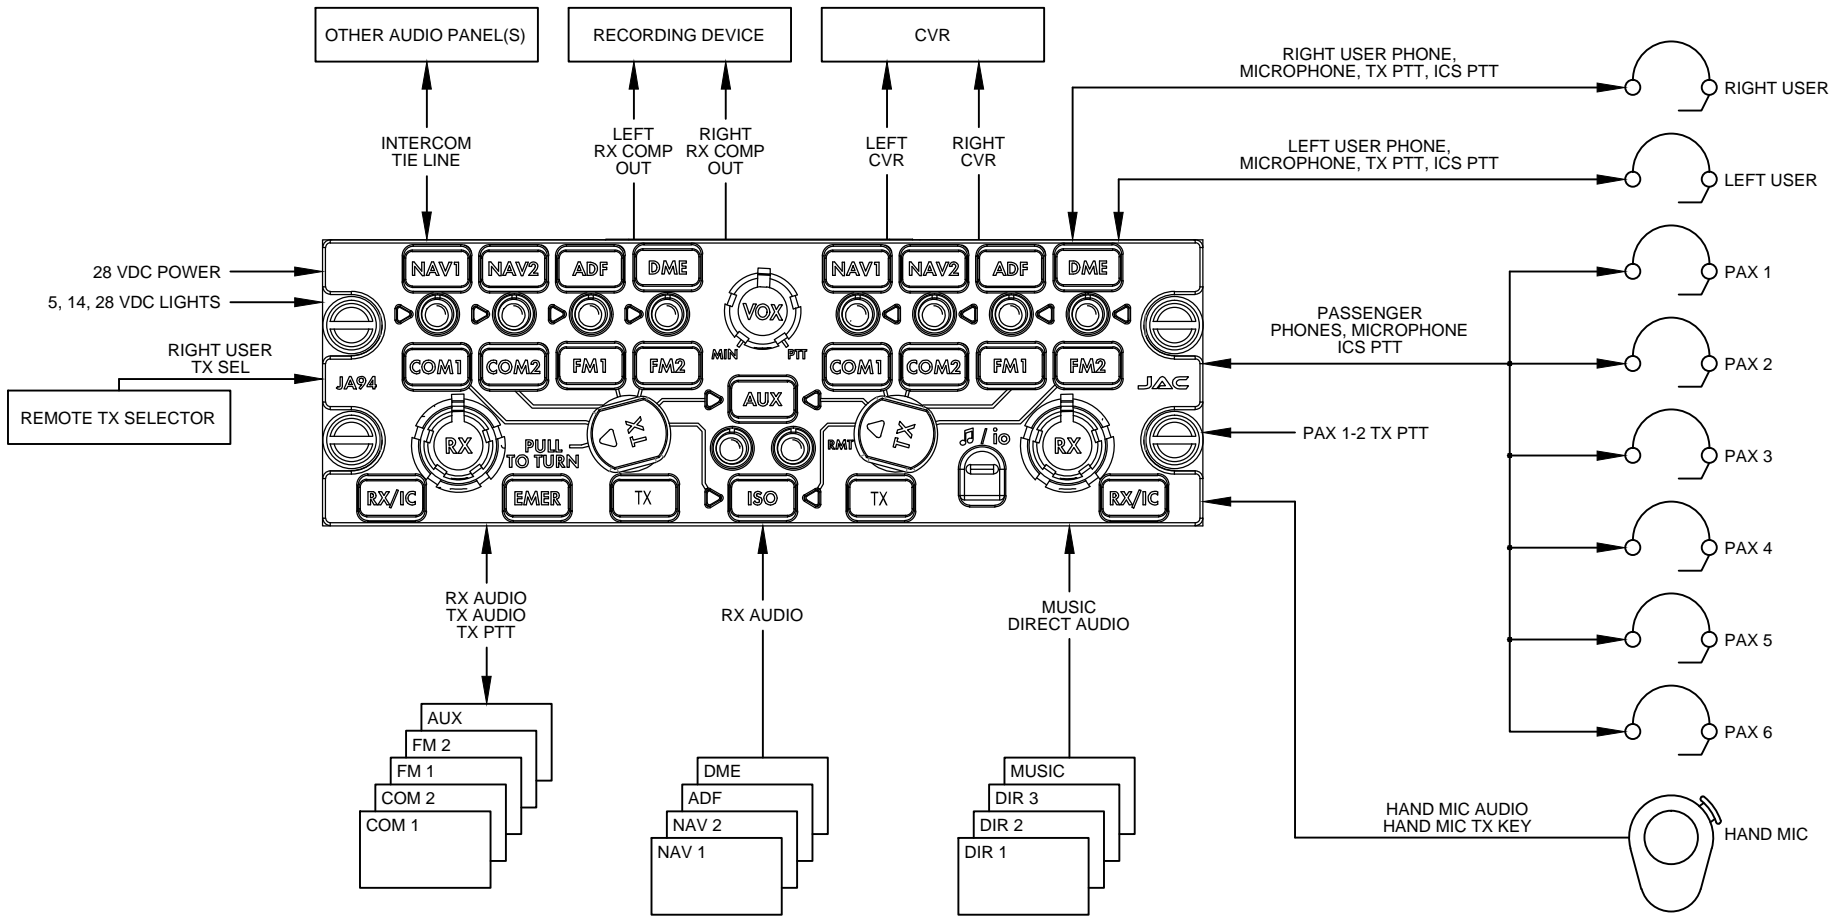 OTHER AUDIO PANEL(S)
RECORDING DEVICE
CVR
RIGHT USER PHONE,
MICROPHONE, TX PTT, ICS PTT
RIGHT USER
INTERCOM
TIE LINE
LEFT
RX COMP
OUT
RIGHT
RX COMP
OUT
LEFT
CVR
RIGHT
CVR
LEFT USER PHONE,
MICROPHONE, TX PTT, ICS PTT
LEFT USER
28 VDC POWER
5, 14, 28 VDC LIGHTS
RIGHT USER
TX SEL
REMOTE TX SELECTOR
NAV1
NAV2
ADF
DME
NAV1
NAV2
ADF
DME
VOX
MIN
PTT
COM1
COM2
FM1
FM2
COM1
COM2
FM1
FM2
JA94
JAC
AUX
RX
PULL
TO TURN
TX
RMT
TX
/ io
RX
RX/IC
EMER
TX
ISO
TX
RX/IC
PASSENGER
PHONES, MICROPHONE
ICS PTT
PAX 1-2 TX PTT
PAX 1
PAX 2
PAX 3
PAX 4
PAX 5
PAX 6
RX AUDIO
TX AUDIO
TX PTT
RX AUDIO
MUSIC
DIRECT AUDIO
AUX
FM 2
FM 1
COM 2
COM 1
DME
ADF
NAV 2
NAV 1
MUSIC
DIR 3
DIR 2
DIR 1
HAND MIC AUDIO
HAND MIC TX KEY
HAND MIC